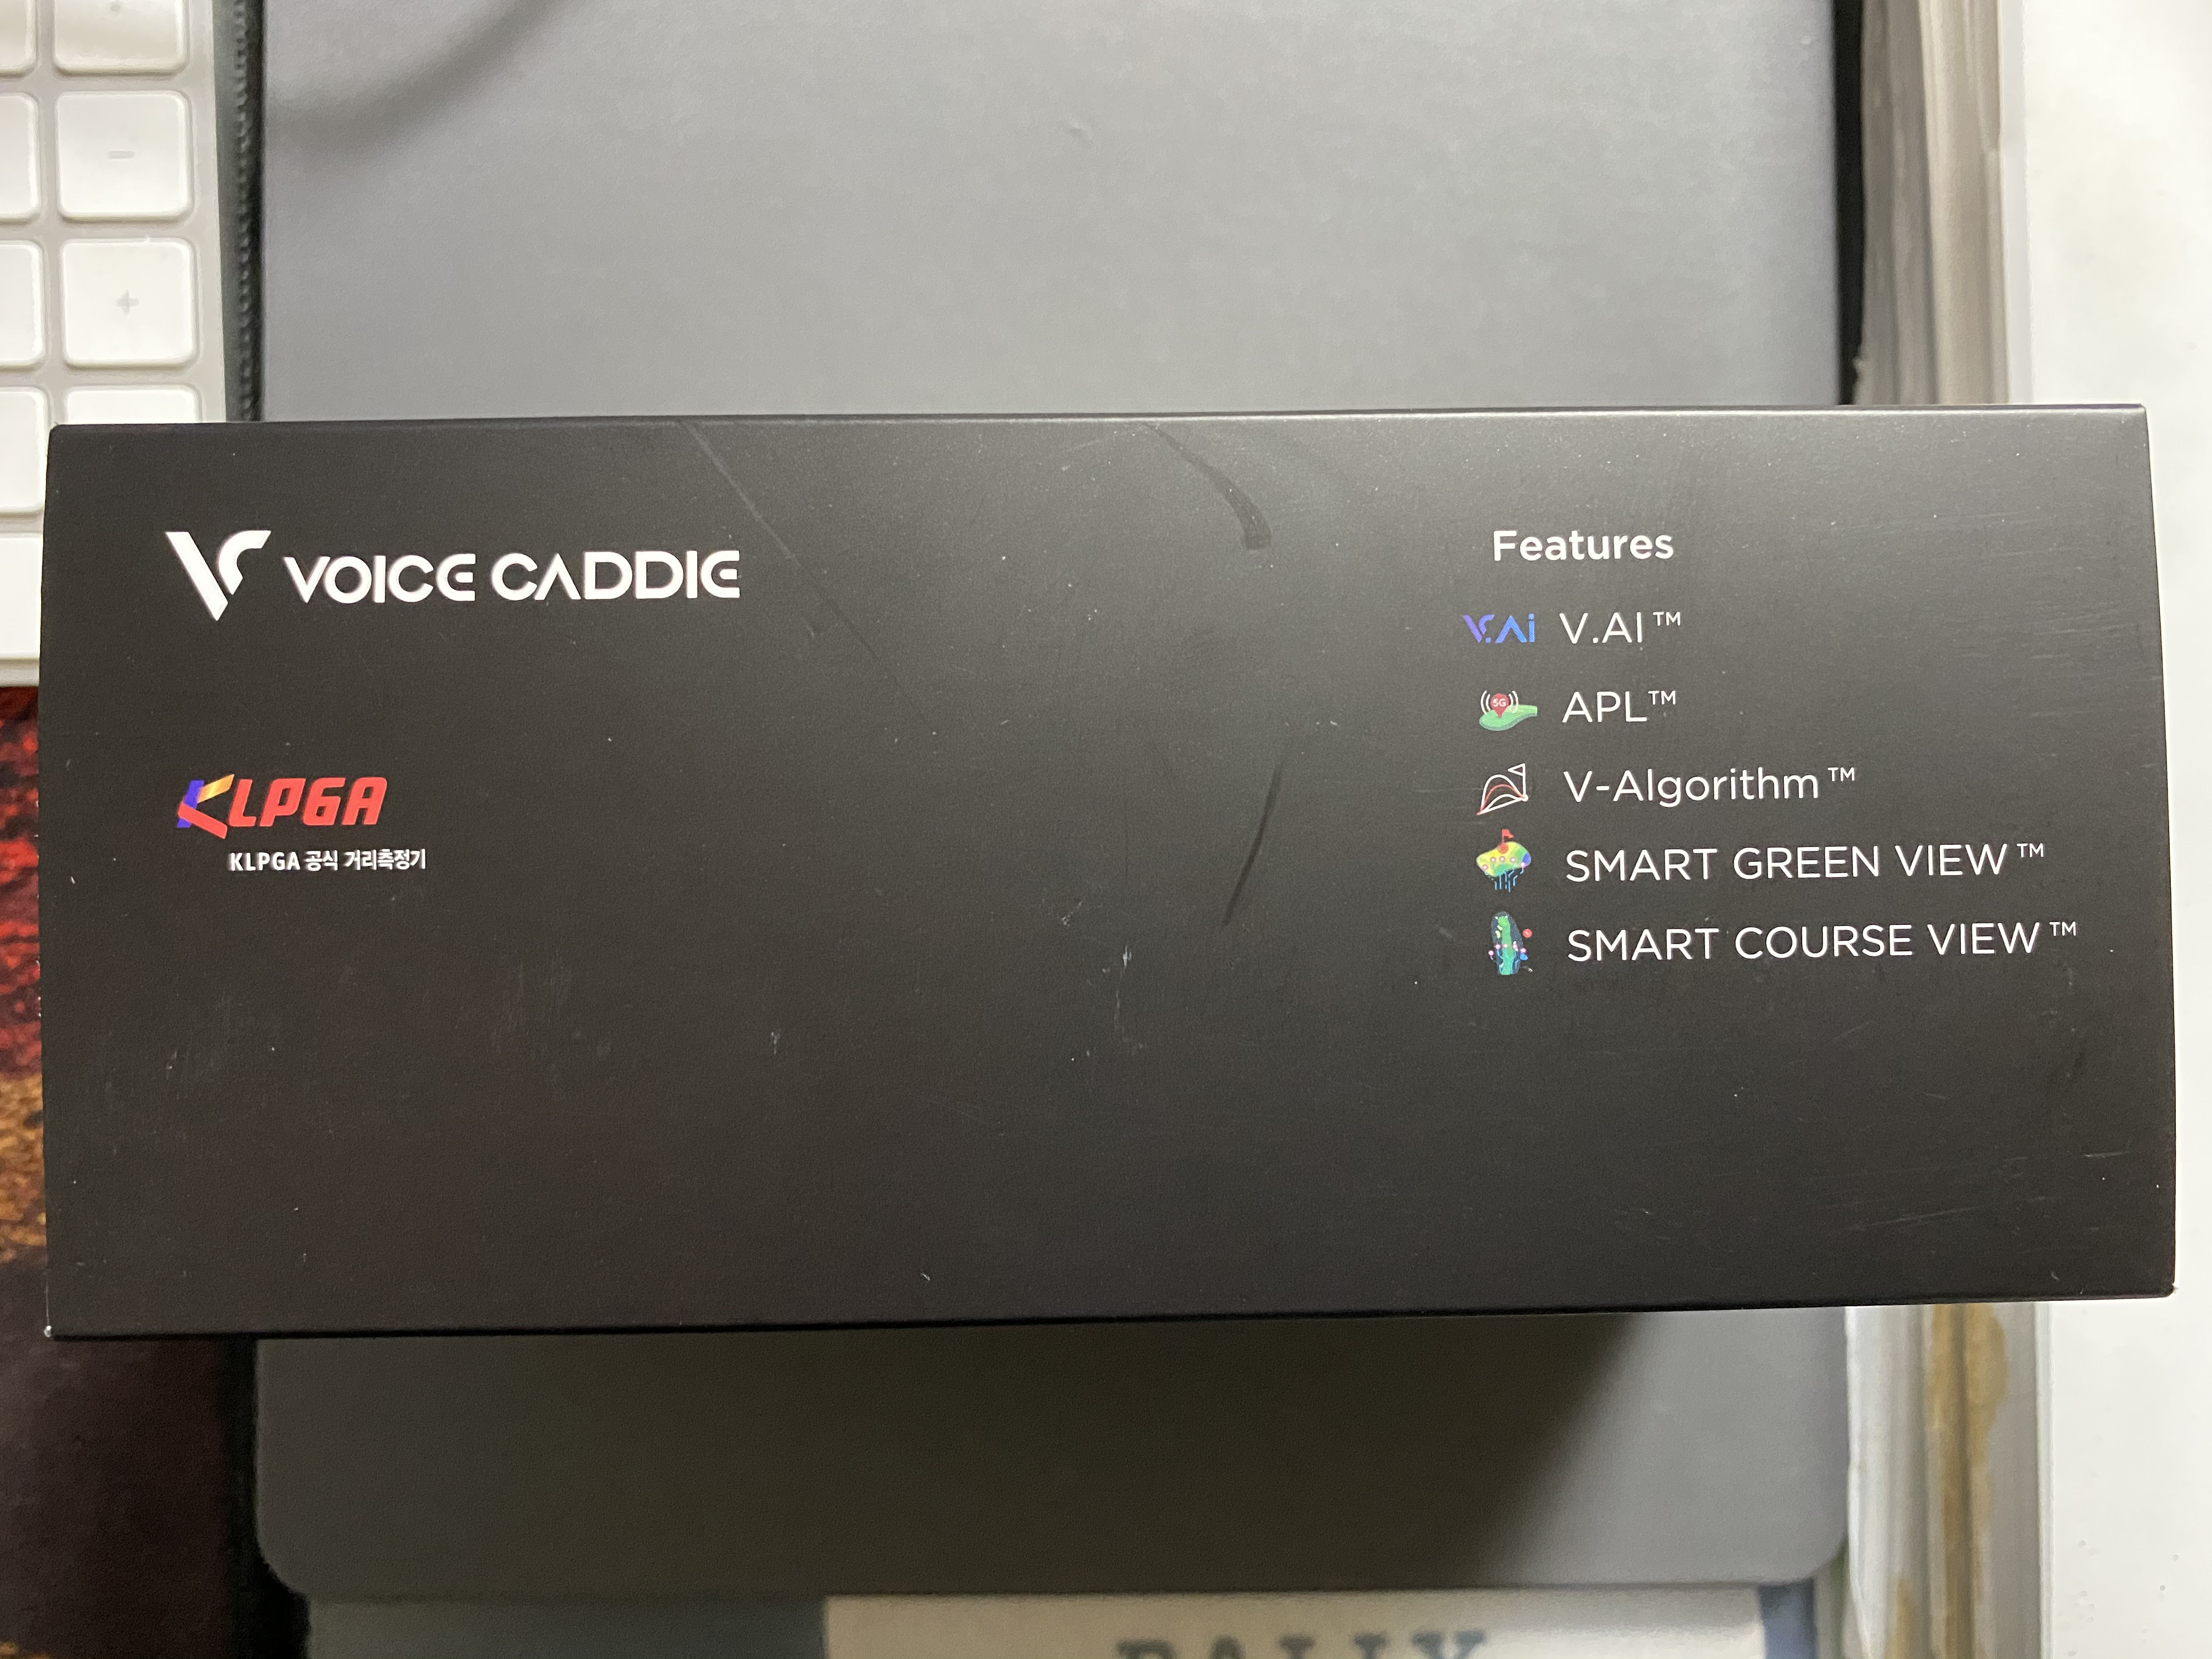 VOICE CADDIE
KLPGA
KLPGA 공식 거리측정기
Features
V.Ai V.AI™
5G APL™
V-Algorithm™
SMART GREEN VIEW™
SMART COURSE VIEW™
-
+